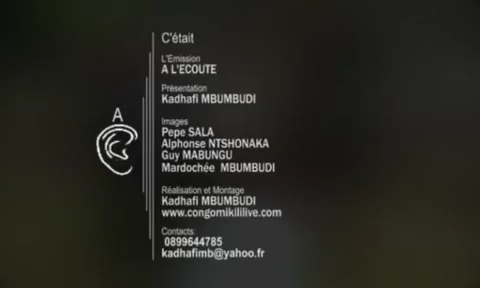 C'était
L'Emission
A L'ECOUTE
Présentation
Kadhafi MBUMBUDI
A
Images
Pepe SALA
Alphonse NTSHONAKA
Guy MABUNGU
Mardochée MBUMBUDI
Réalisation et Montage
Kadhafi MBUMBUDI
www.congomikililive.com
Contacts:
0899644785
kadhafimb@yahoo.fr